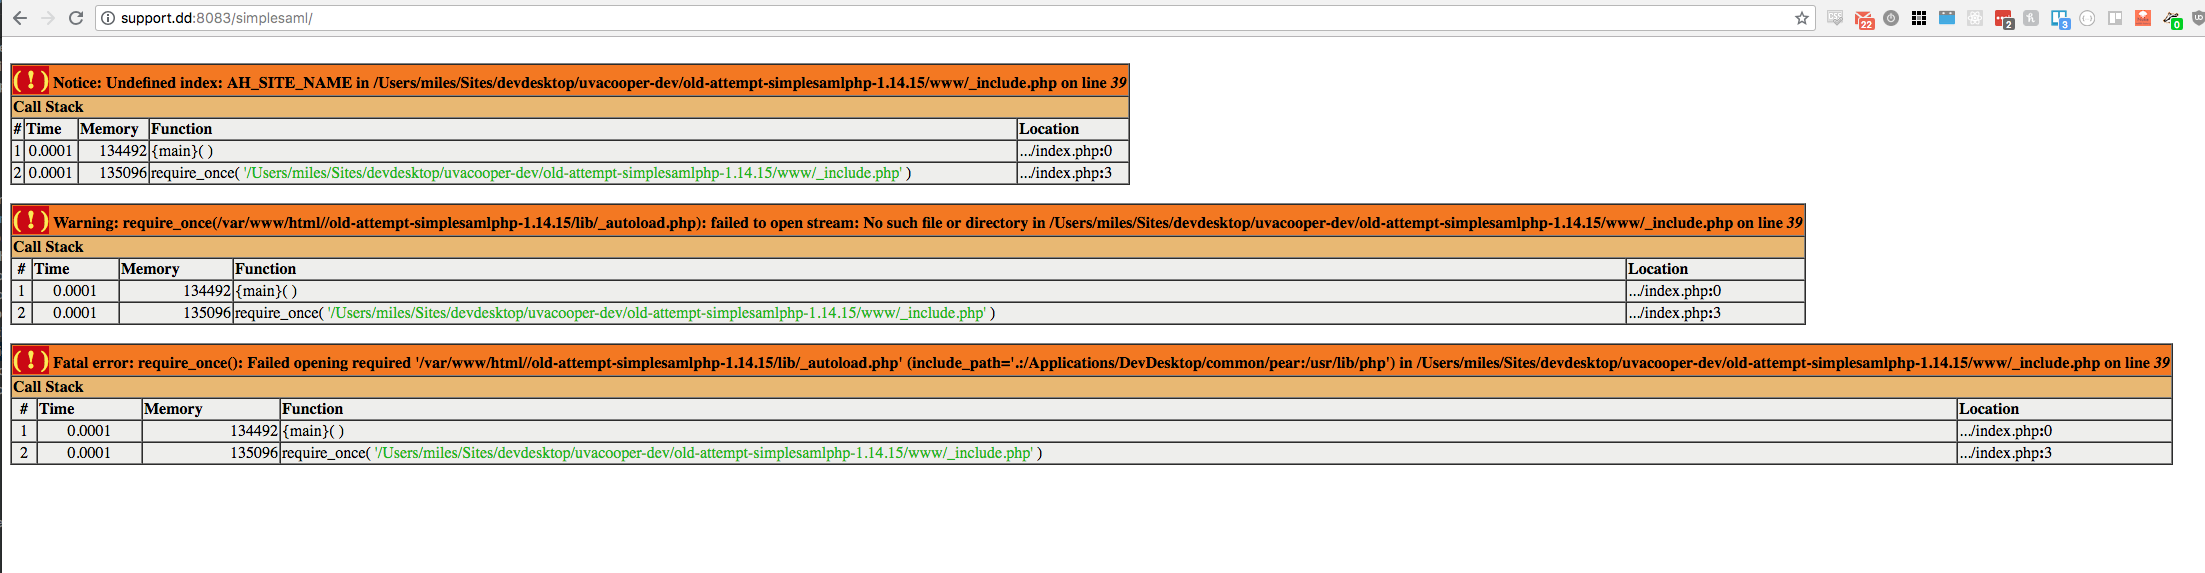 support.dd:8083/simplesaml/
22
2
3
0
( ! ) Notice: Undefined index: AH_SITE_NAME in /Users/miles/Sites/devdesktop/uvacooper-dev/old-attempt-simplesamlphp-1.14.15/www/_include.php on line 39
Call Stack
# Time Memory Function Location
1 0.0001 134492 {main}( ) .../index.php:0
2 0.0001 135096 require_once( '/Users/miles/Sites/devdesktop/uvacooper-dev/old-attempt-simplesamlphp-1.14.15/www/_include.php' ) .../index.php:3
( ! ) Warning: require_once(/var/www/html//old-attempt-simplesamlphp-1.14.15/lib/_autoload.php): failed to open stream: No such file or directory in /Users/miles/Sites/devdesktop/uvacooper-dev/old-attempt-simplesamlphp-1.14.15/www/_include.php on line 39
Call Stack
# Time Memory Function Location
1 0.0001 134492 {main}( ) .../index.php:0
2 0.0001 135096 require_once( '/Users/miles/Sites/devdesktop/uvacooper-dev/old-attempt-simplesamlphp-1.14.15/www/_include.php' ) .../index.php:3
( ! ) Fatal error: require_once(): Failed opening required '/var/www/html//old-attempt-simplesamlphp-1.14.15/lib/_autoload.php' (include_path='.:/Applications/DevDesktop/common/pear:/usr/lib/php') in /Users/miles/Sites/devdesktop/uvacooper-dev/old-attempt-simplesamlphp-1.14.15/www/_include.php on line 39
Call Stack
# Time Memory Function Location
1 0.0001 134492 {main}( ) .../index.php:0
2 0.0001 135096 require_once( '/Users/miles/Sites/devdesktop/uvacooper-dev/old-attempt-simplesamlphp-1.14.15/www/_include.php' ) .../index.php:3